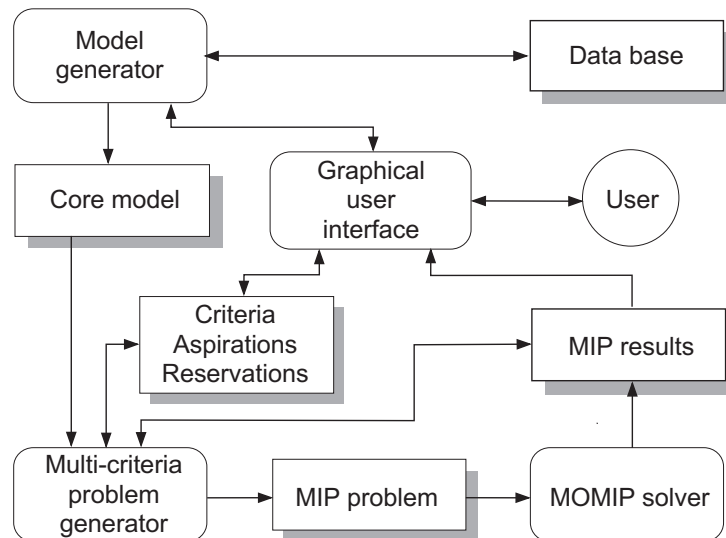 Model
generator
Data base
Core model
Graphical
user
interface
User
Criteria
Aspirations
Reservations
MIP results
Multi-criteria
problem
generator
MIP problem
MOMIP solver